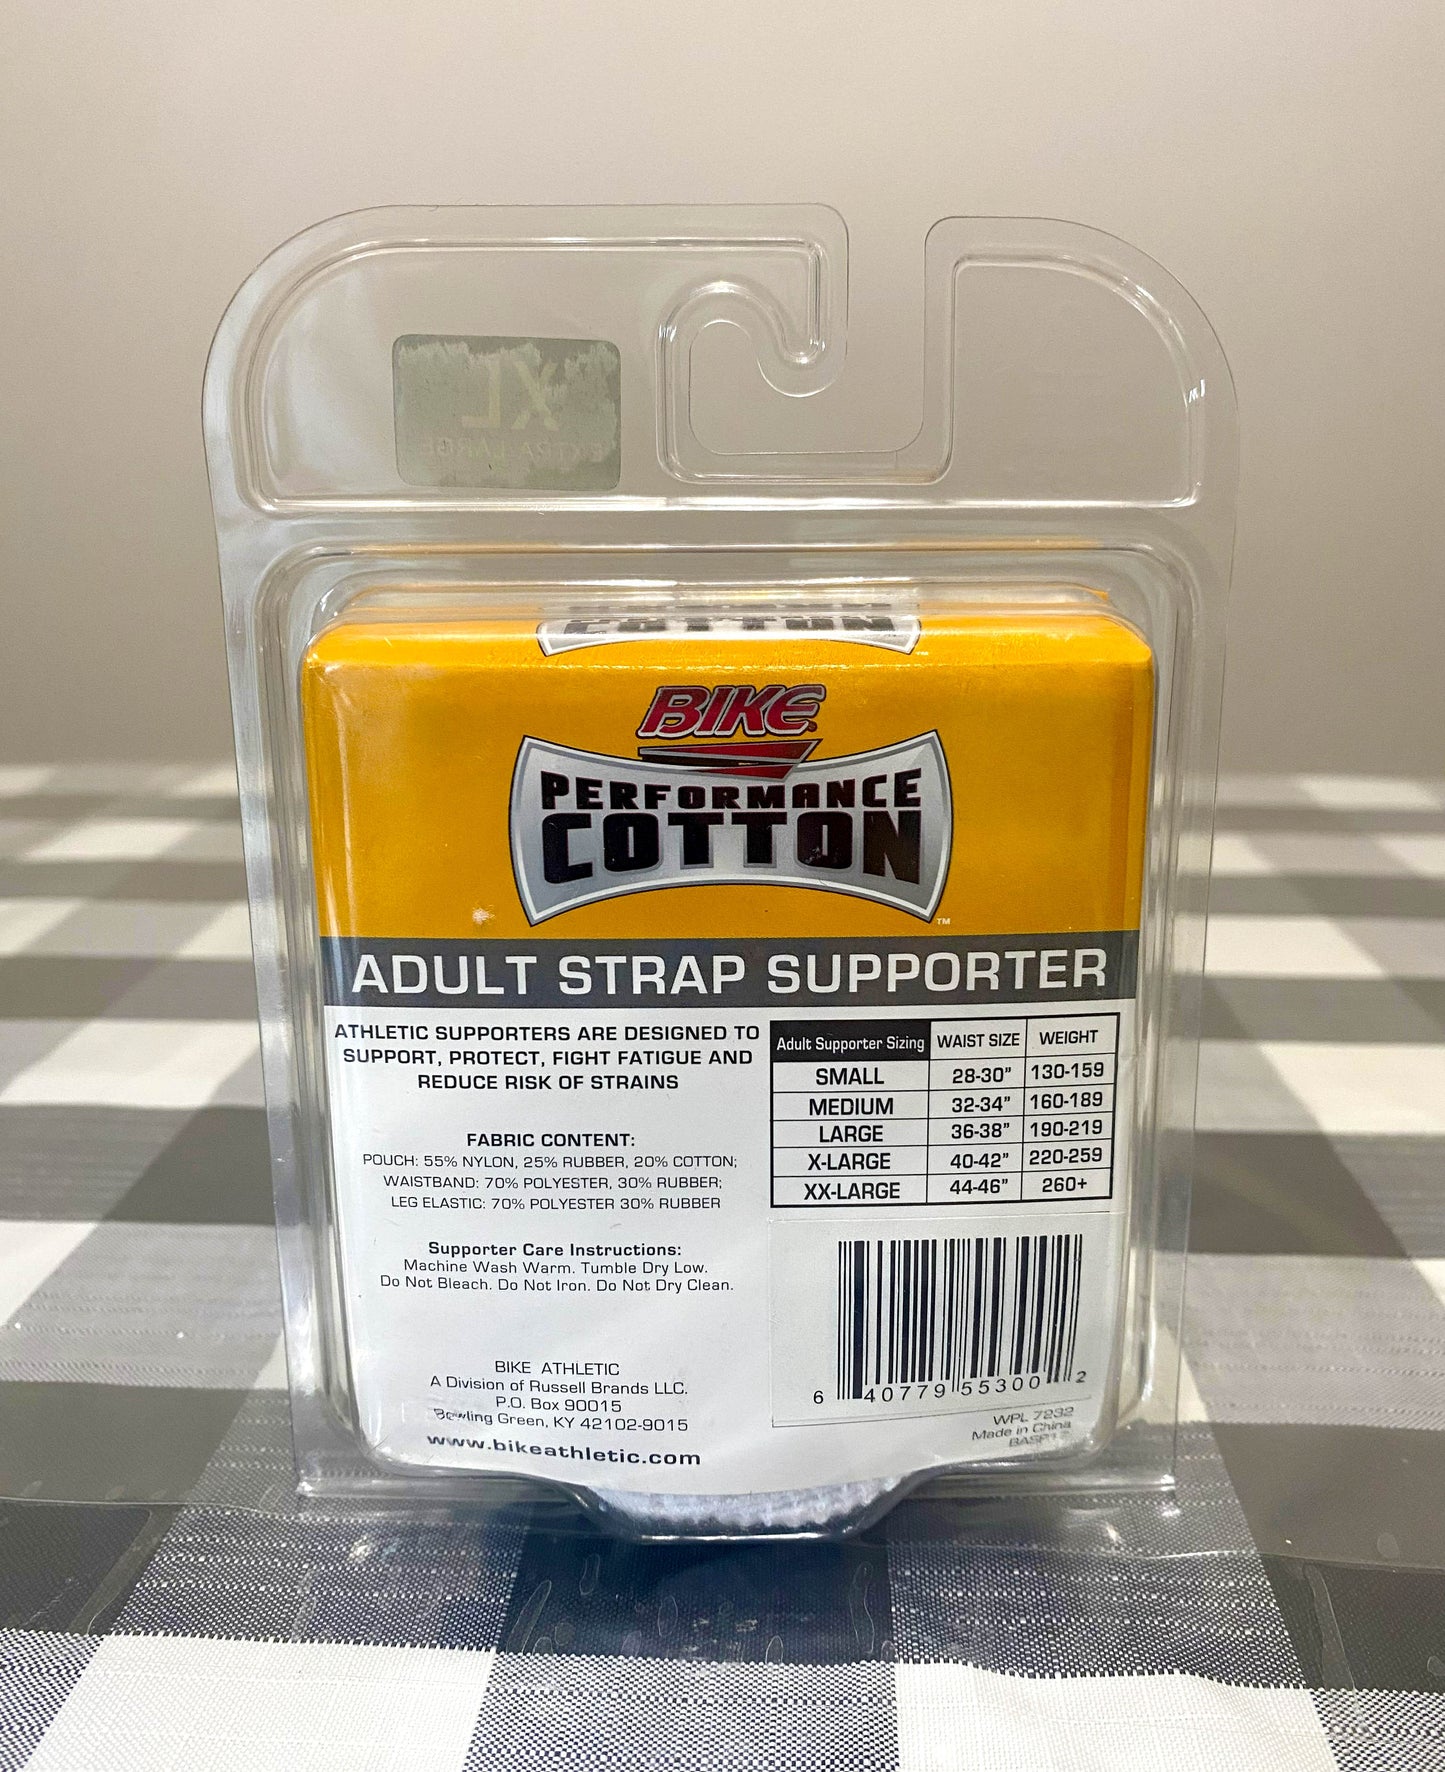 XL
EXTRA LARGE
COTTON
BIKE®
PERFORMANCE
COTTON
TM
ADULT STRAP SUPPORTER
ATHLETIC SUPPORTERS ARE DESIGNED TO
SUPPORT, PROTECT, FIGHT FATIGUE AND
REDUCE RISK OF STRAINS
FABRIC CONTENT:
POUCH: 55% NYLON, 25% RUBBER, 20% COTTON;
WAISTBAND: 70% POLYESTER, 30% RUBBER;
LEG ELASTIC: 70% POLYESTER 30% RUBBER
Supporter Care Instructions:
Machine Wash Warm. Tumble Dry Low.
Do Not Bleach. Do Not Iron. Do Not Dry Clean.
BIKE ATHLETIC
A Division of Russell Brands LLC.
P.O. Box 90015
Bowling Green, KY 42102-9015
www.bikeathletic.com
Adult Supporter Sizing WAIST SIZE WEIGHT
SMALL 28-30" 130-159
MEDIUM 32-34" 160-189
LARGE 36-38" 190-219
X-LARGE 40-42" 220-259
XX-LARGE 44-46" 260+
6 40779 55300 2
WPL 7232
Made in China